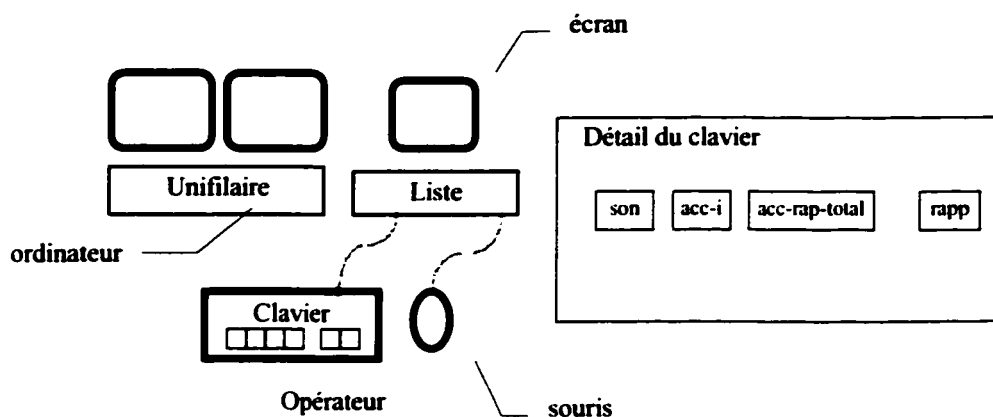 écran
Détail du clavier
Unifilaire
Liste
son
acc-i
acc-rap-total
rapp
ordinateur
Clavier
Opérateur
souris